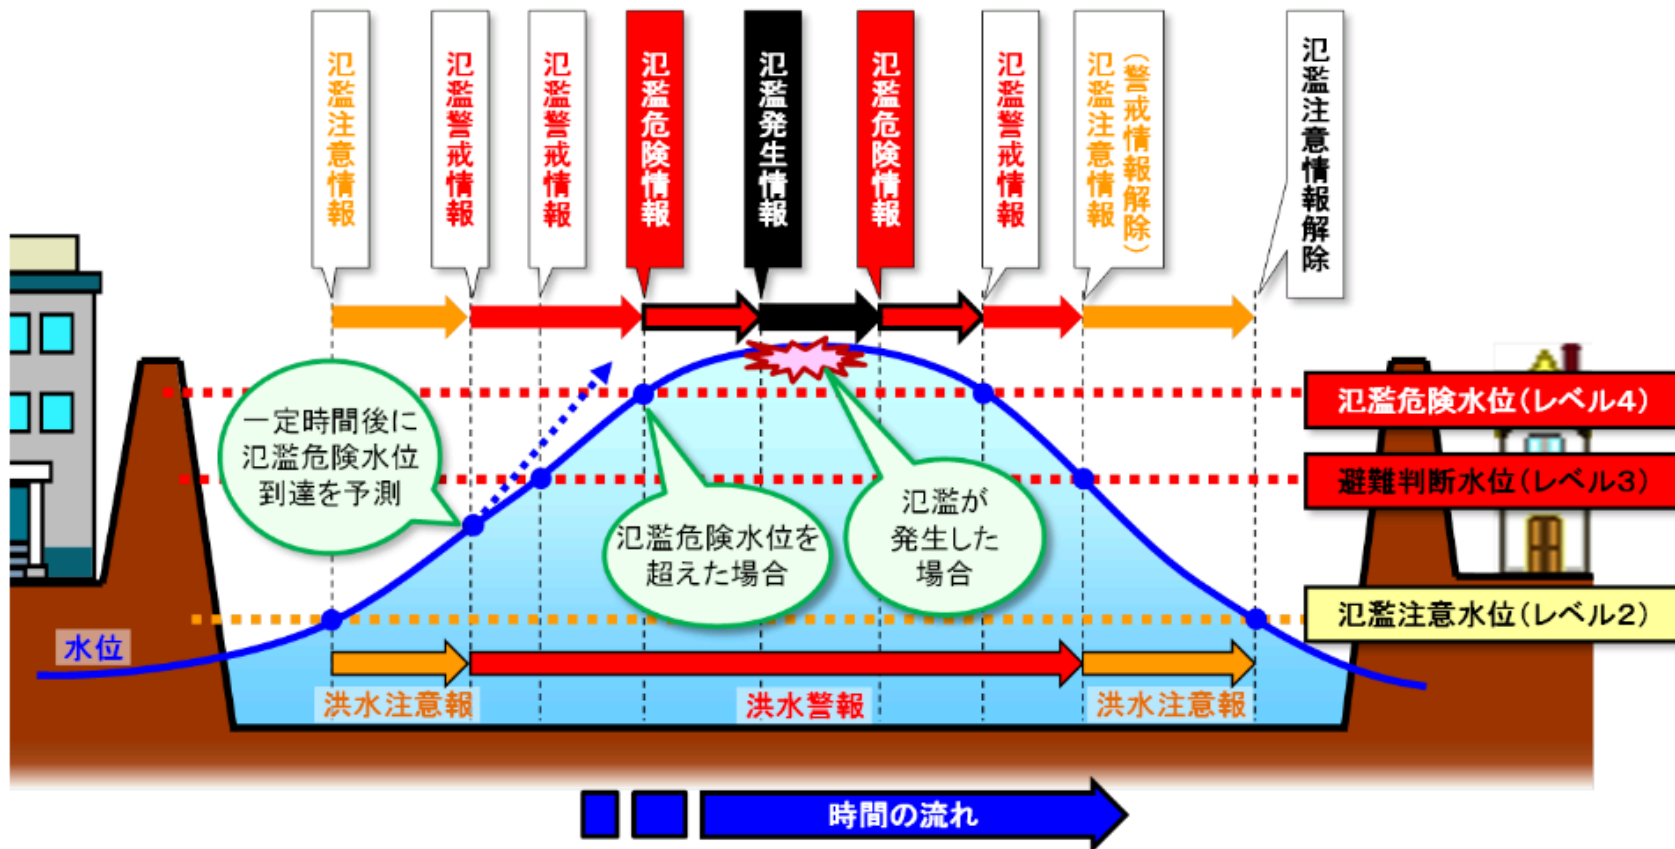 氾濫注意情報
氾濫警戒情報
氾濫警戒情報
氾濫危険情報
氾濫発生情報
氾濫危険情報
氾濫警戒情報
氾濫注意情報
(警戒情報解除)
氾濫注意情報解除
一定時間後に
氾濫危険水位
到達を予測
氾濫危険水位を
超えた場合
氾濫が
発生した
場合
氾濫危険水位(レベル4)
避難判断水位(レベル3)
氾濫注意水位(レベル2)
水位
洪水注意報
洪水警報
洪水注意報
時間の流れ